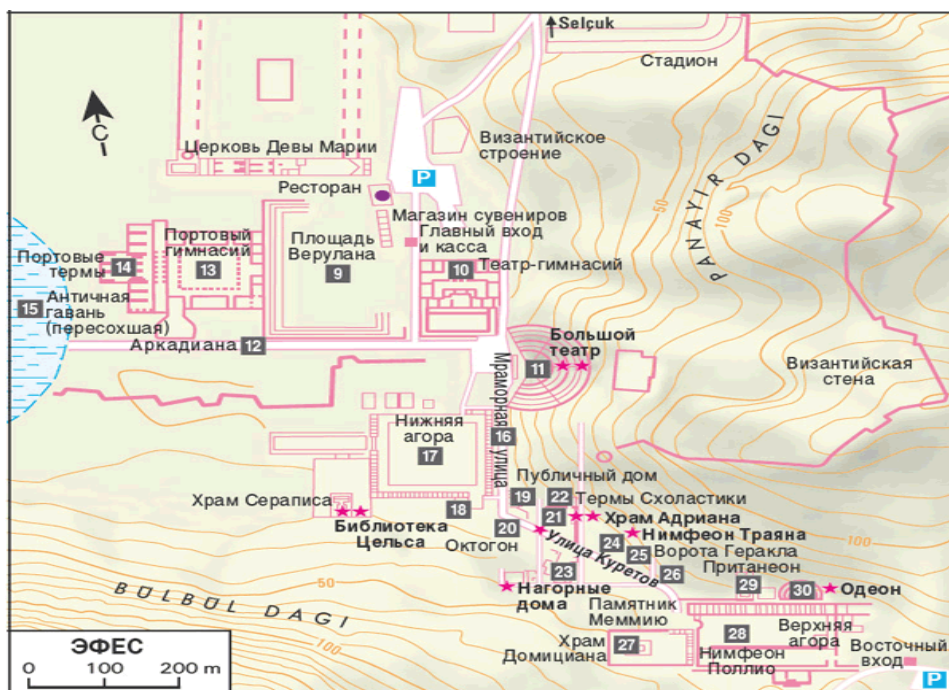 Selçuk
Стадион
С
Византийское
строение
Церковь Девы Марии
P
Ресторан
PANAYIR DAGI
50
100
Магазин сувениров
Главный вход
и касса
Портовый
гимнасий
13
Площадь
Верулана
9
Портовые
термы
14
10
Театр-гимнасий
15
Античная
гавань
(пересохшая)
Аркадиана
12
Большой
театр
11
Византийская
стена
Мраморная улица
16
Нижняя
агора
17
Публичный дом
19
22
Термы Схоластики
Храм Сераписа
18
21
Храм Адриана
Библиотека
Цельса
20
Октогон
Нимфеон Траяна
24
Улица Куретов
25
Ворота Геракла
100
23
26
Пританеон
29
30
Одеон
50
50
BÜLBÜL DAGI
Нагорные
дома
Памятник
Меммию
Храм
Домициана
27
28
Верхняя
агора
Нимфеон
Поллио
Восточный
вход
P
100
ЭФЕС
0 100 200 m